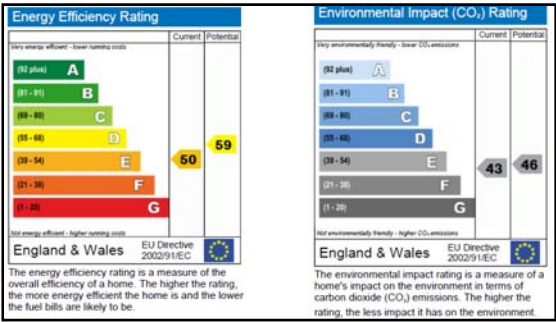 Energy Efficiency Rating
Current Potential
Very energy efficient - lower running costs
(92 plus) A
(81 - 91) B
(69 - 80) C
(55 - 68) D
(39 - 54) E
(21 - 38) F
(1 - 20) G
50
59
Not energy efficient - higher running costs
England & Wales
EU Directive
2002/91/EC
The energy efficiency rating is a measure of the
overall efficiency of a home. The higher the rating,
the more energy efficient the home is and the lower
the fuel bills are likely to be.
Environmental Impact (CO₂) Rating
Current Potential
Very environmentally friendly - lower CO₂ emissions
(92 plus) A
(81 - 91) B
(69 - 80) C
(55 - 68) D
(39 - 54) E
(21 - 38) F
(1 - 20) G
43
46
Not environmentally friendly - higher CO₂ emissions
England & Wales
EU Directive
2002/91/EC
The environmental impact rating is a measure of a
home's impact on the environment in terms of
carbon dioxide (CO₂) emissions. The higher the
rating, the less impact it has on the environment.